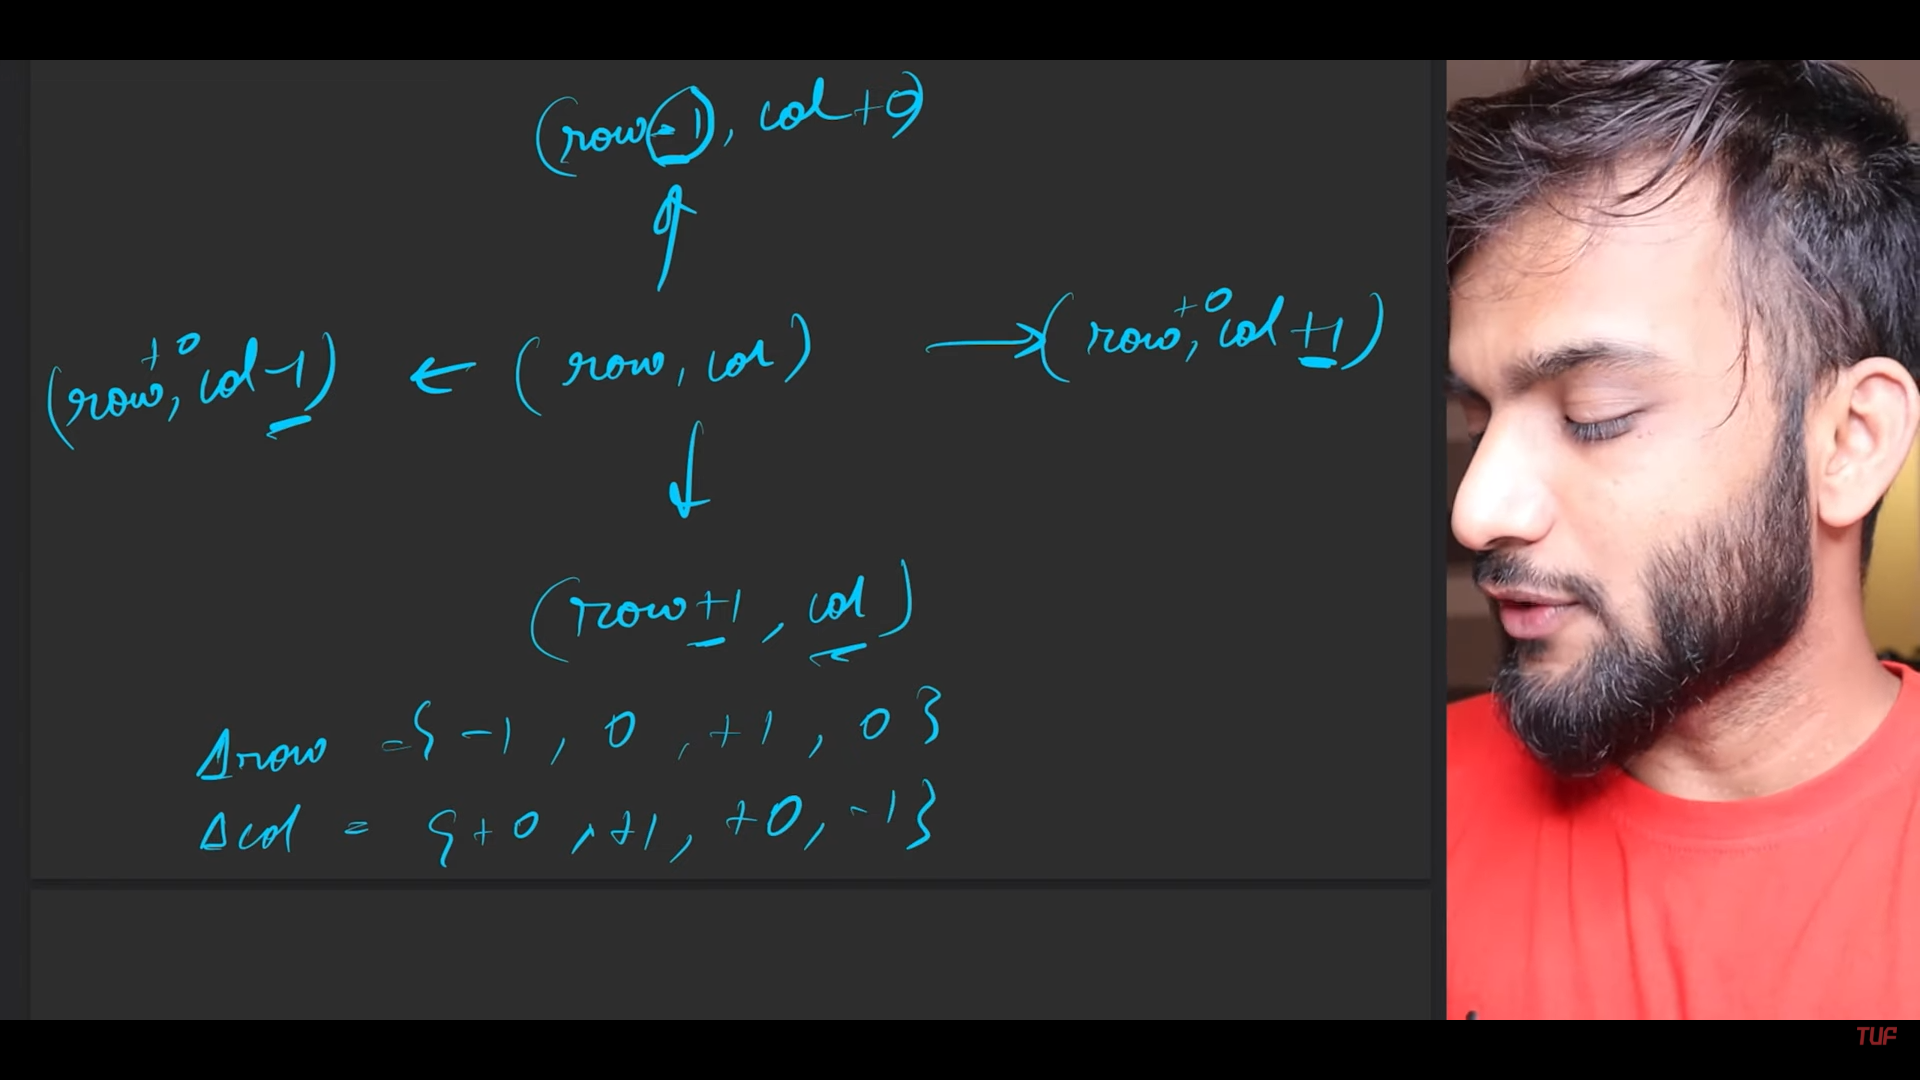 (row-1), col+0)
(row+0, col-1) ← (row, col) → (row+0, col+1)
(row+1, col)
Δrow = {-1, 0, +1, 0}
Δcol = {+0, +1, +0, -1}
TUF